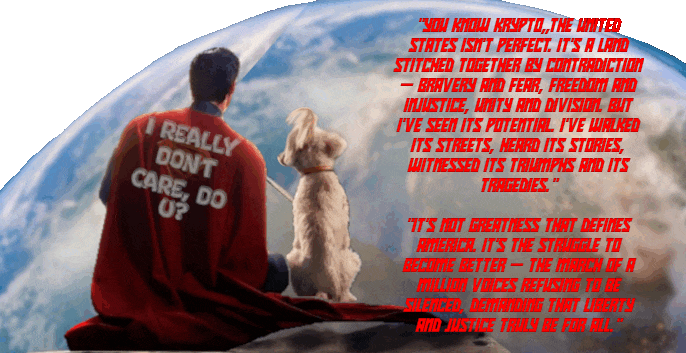 I REALLY
DON'T
CARE, DO
U?
"YOU KNOW KRYPTO,,THE UNITED
STATES ISN'T PERFECT. IT'S A LAND
STITCHED TOGETHER BY CONTRADICTION
— BRAVERY AND FEAR, FREEDOM AND
INJUSTICE, UNITY AND DIVISION. BUT
I'VE SEEN ITS POTENTIAL. I'VE WALKED
ITS STREETS, HEARD ITS STORIES,
WITNESSED ITS TRIUMPHS AND ITS
TRAGEDIES."
"IT'S NOT GREATNESS THAT DEFINES
AMERICA. IT'S THE STRUGGLE TO
BECOME BETTER — THE MARCH OF A
MILLION VOICES REFUSING TO BE
SILENCED, DEMANDING THAT LIBERTY
AND JUSTICE TRULY BE FOR ALL."